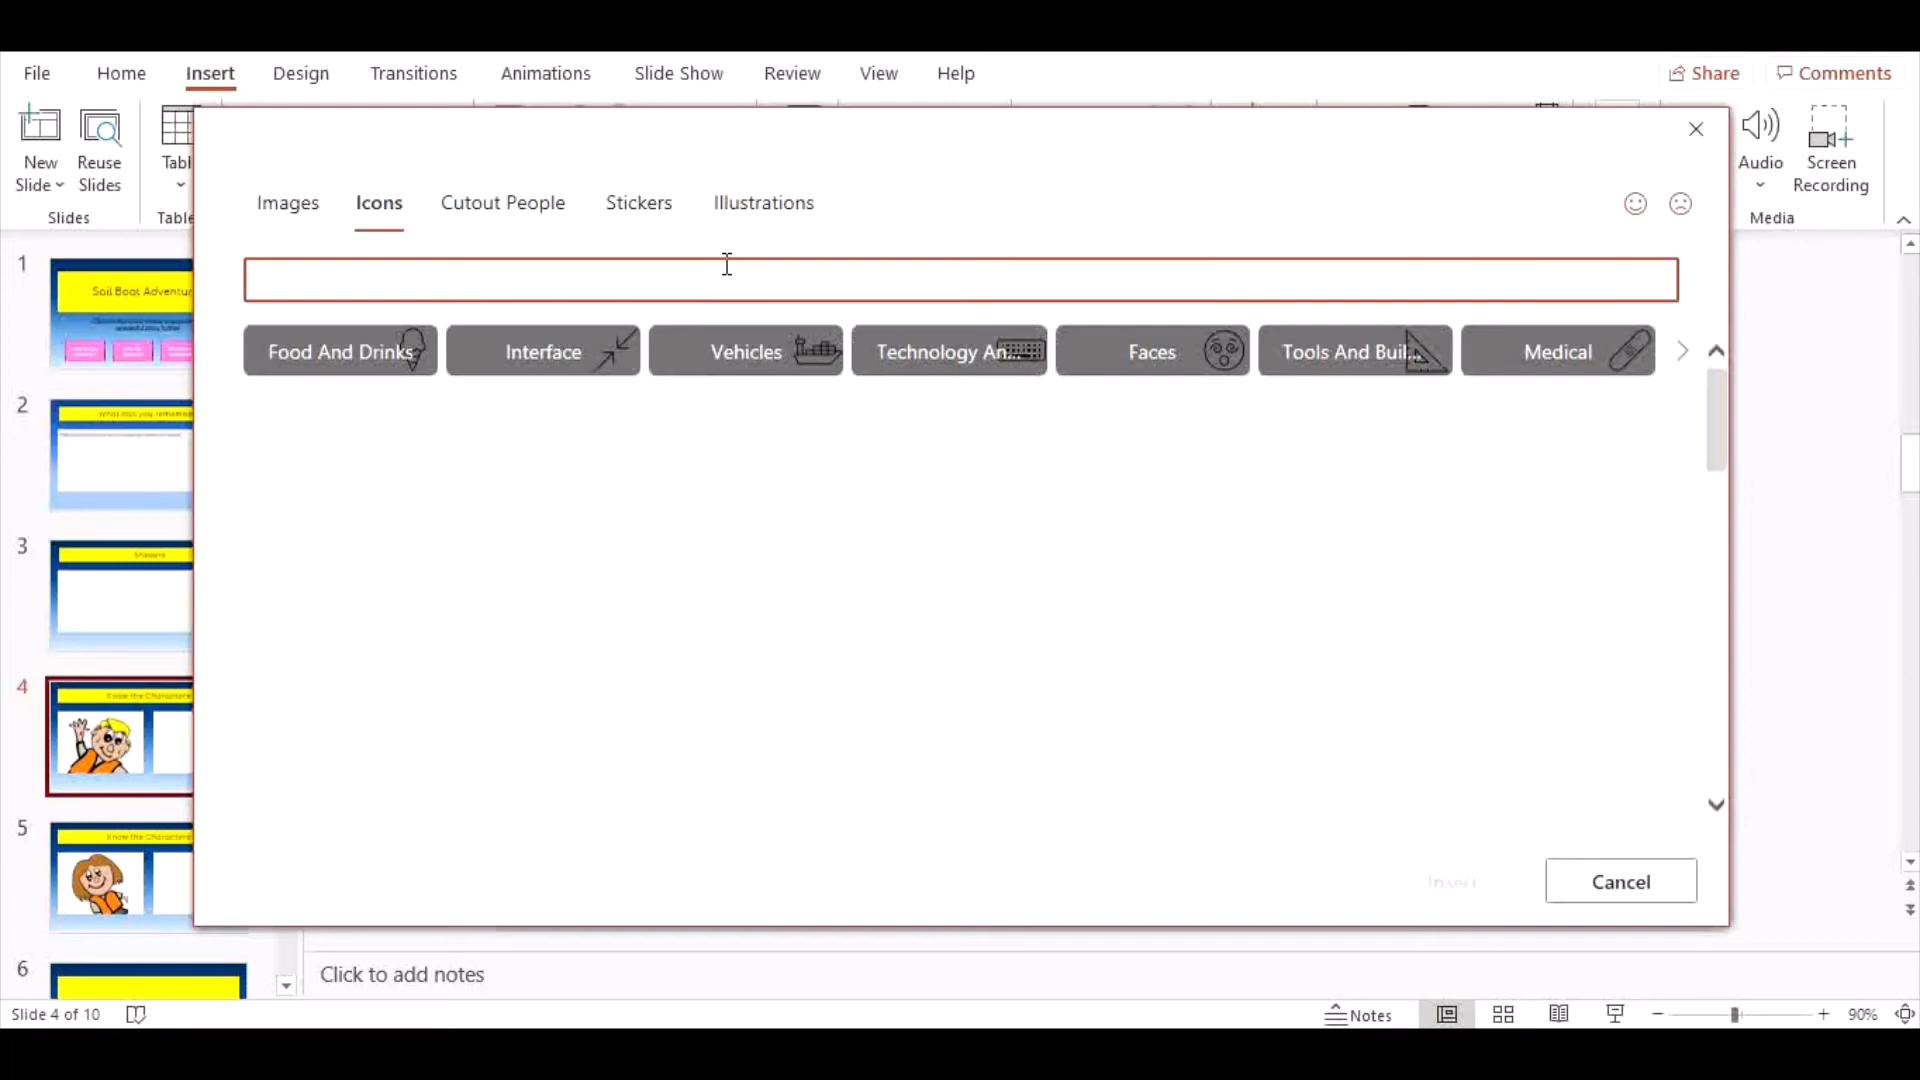 File Home Insert Design Transitions Animations Slide Show Review View Help Share Comments
New Slide
Reuse Slides
Slides
Audio
Screen Recording
Media
Images Icons Cutout People Stickers Illustrations
Food And Drinks Interface Vehicles Technology An... Faces Tools And Buil... Medical
1
2
3
4
5
6
Insert
Cancel
Click to add notes
Slide 4 of 10
Notes
90%